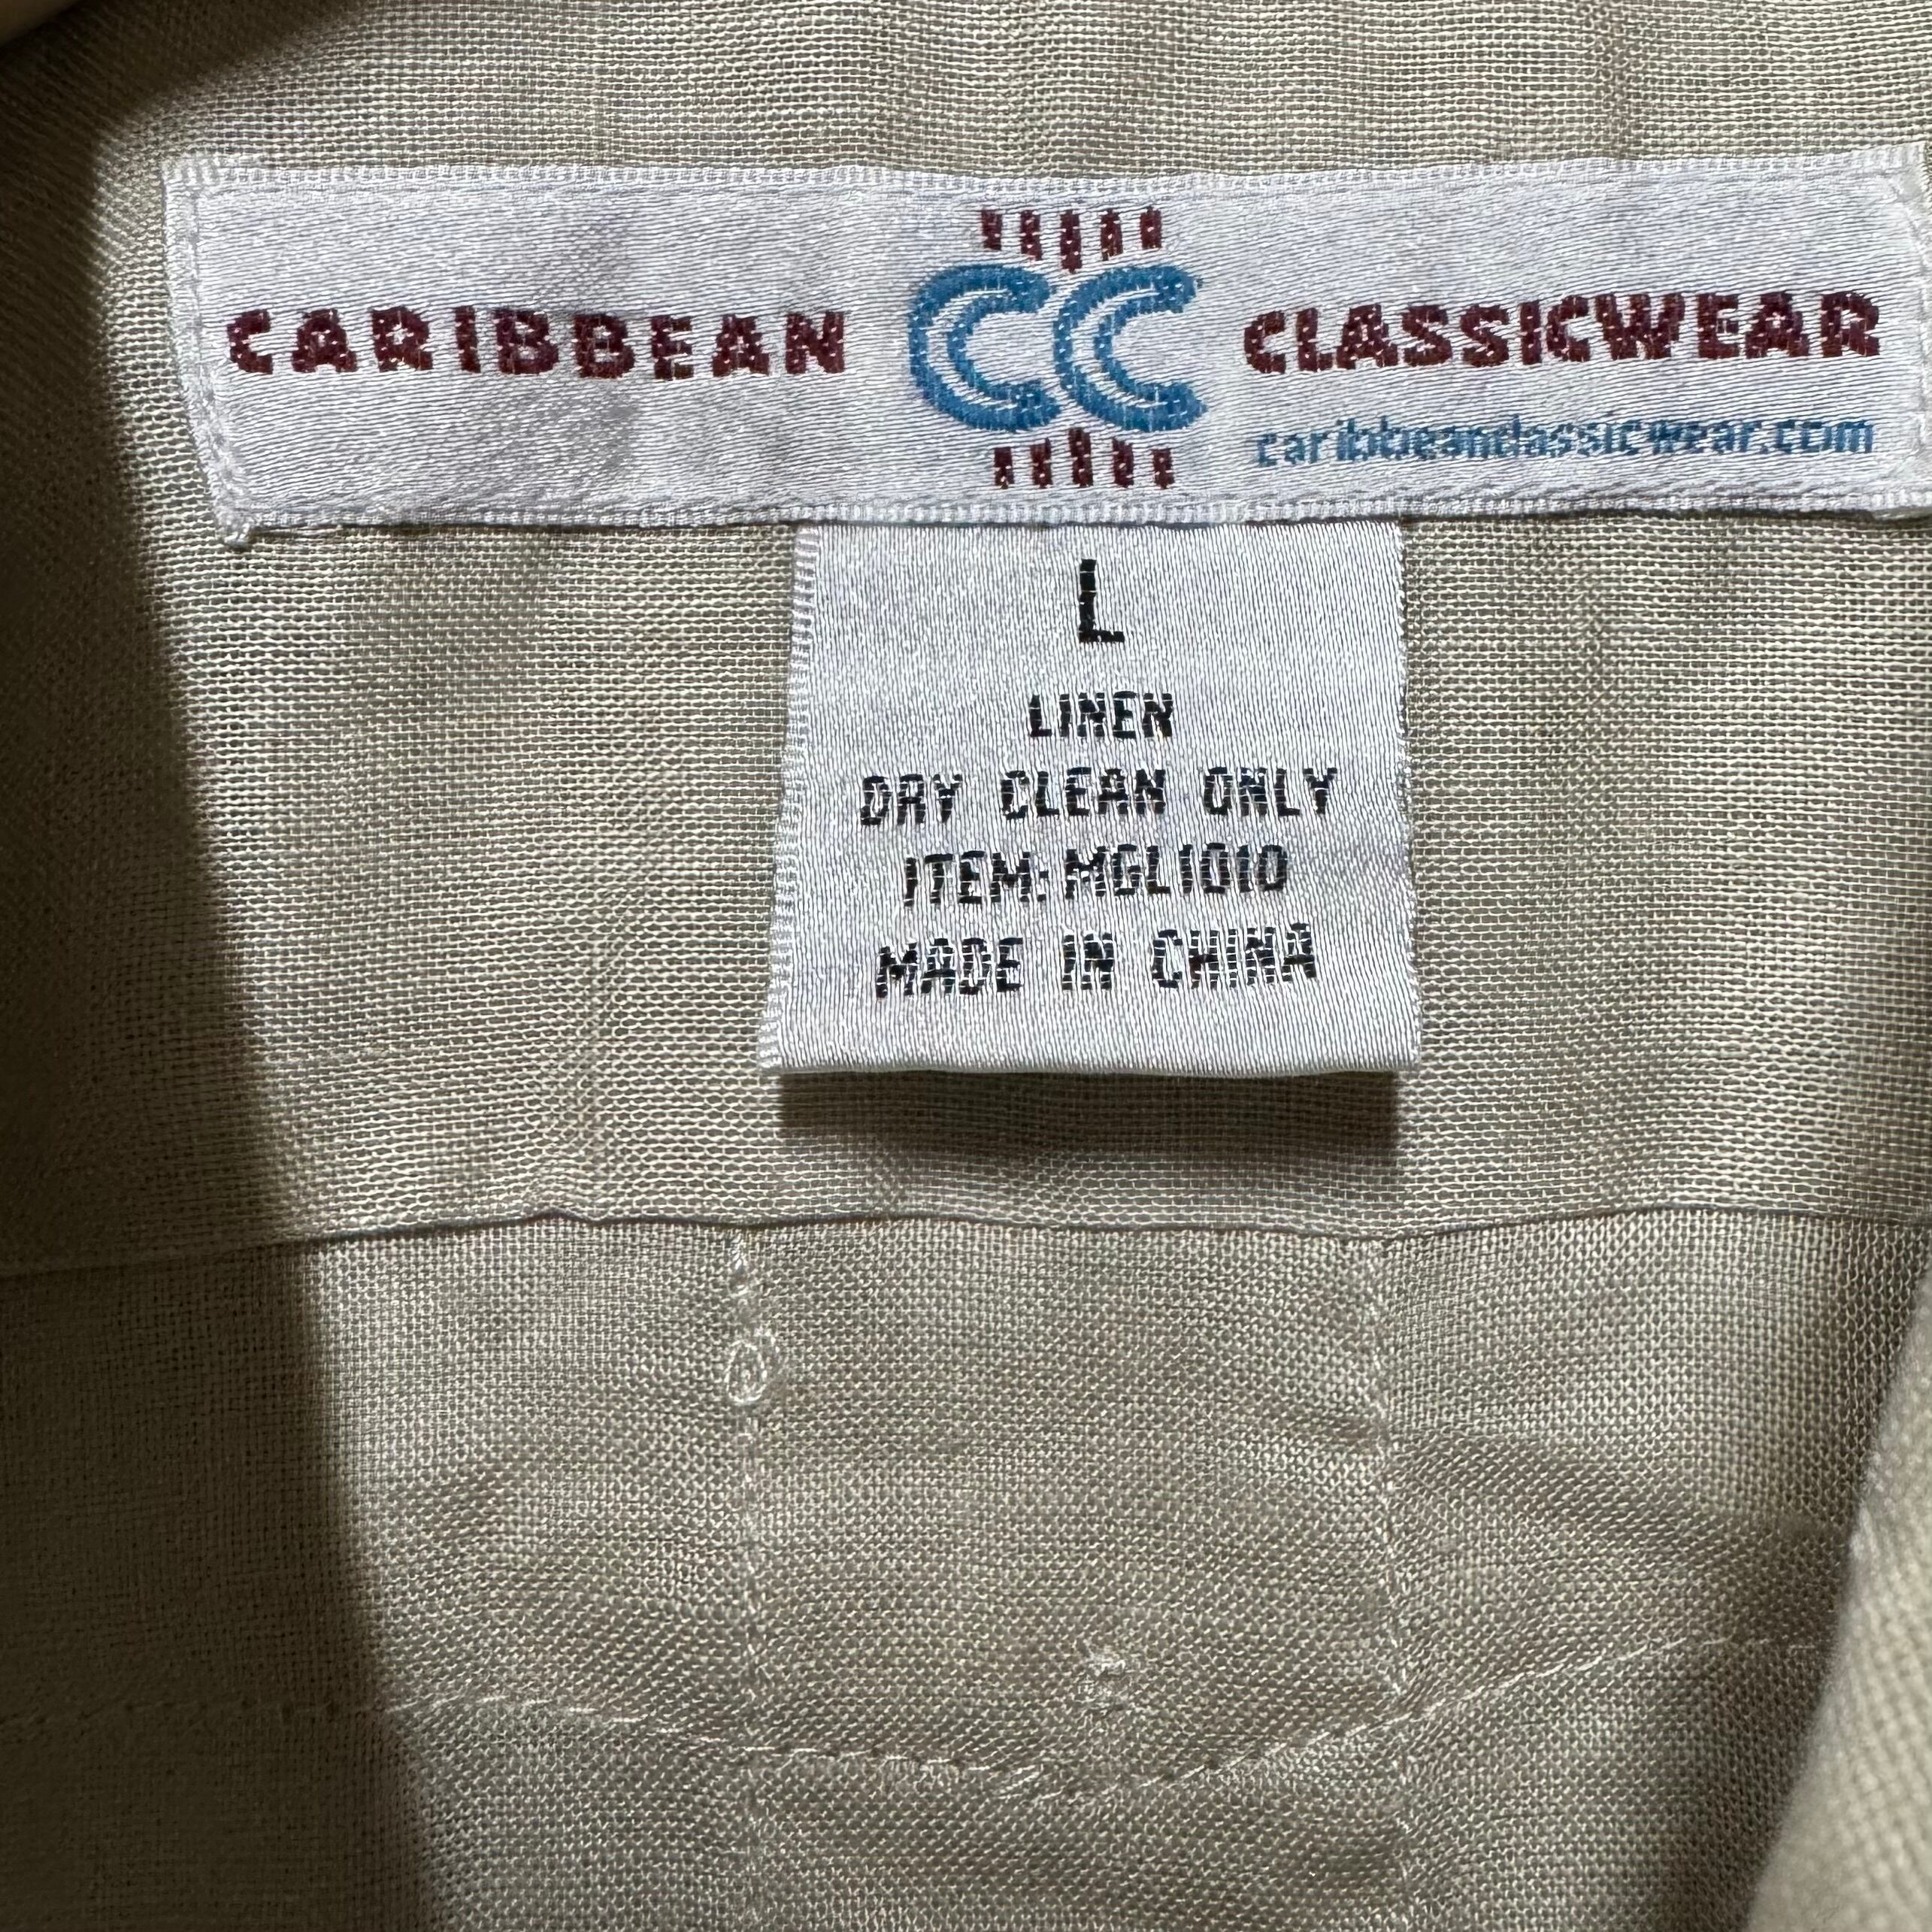 CARIBBEAN CC CLASSICWEAR
caribbeanclassicwear.com
L
LINEN
DRY CLEAN ONLY
ITEM: MGL1010
MADE IN CHINA